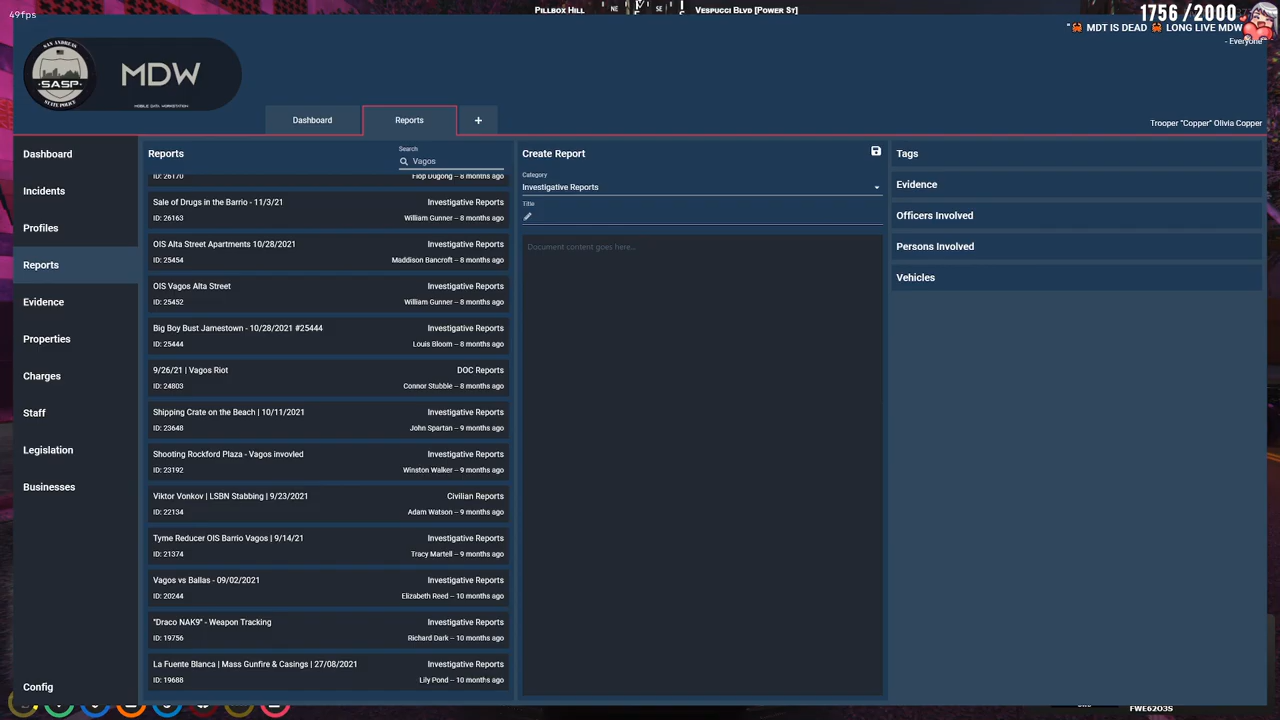 49fps
PILLBOX HILL
NE
SE
Vespucci Blvd [Power St]
1756 /2000
" 🦀 MDT IS DEAD 🦀 LONG LIVE MDW
- Everyone
SAN ANDREAS
SASP
STATE POLICE
MDW
MOBILE DATA WORKSTATION
Dashboard
Reports
+
Trooper "Copper" Olivia Copper
Dashboard
Incidents
Profiles
Reports
Evidence
Properties
Charges
Staff
Legislation
Businesses
Config
Reports
Search
Vagos
ID: 26170
Flop Dugong – 8 months ago
Sale of Drugs in the Barrio - 11/3/21
Investigative Reports
ID: 26163
William Gunner – 8 months ago
OIS Alta Street Apartments 10/28/2021
Investigative Reports
ID: 25454
Maddison Bancroft – 8 months ago
OIS Vagos Alta Street
Investigative Reports
ID: 25452
William Gunner – 8 months ago
Big Boy Bust Jamestown - 10/28/2021 #25444
Investigative Reports
ID: 25444
Louis Bloom – 8 months ago
9/26/21 | Vagos Riot
DOC Reports
ID: 24803
Connor Stubble – 8 months ago
Shipping Crate on the Beach | 10/11/2021
Investigative Reports
ID: 23648
John Spartan – 9 months ago
Shooting Rockford Plaza - Vagos invovled
Investigative Reports
ID: 23192
Winston Walker – 9 months ago
Viktor Vonkov | LSBN Stabbing | 9/23/2021
Civilian Reports
ID: 22134
Adam Watson – 9 months ago
Tyme Reducer OIS Barrio Vagos | 9/14/21
Investigative Reports
ID: 21374
Tracy Martell – 9 months ago
Vagos vs Ballas - 09/02/2021
Investigative Reports
ID: 20244
Elizabeth Reed – 10 months ago
"Draco NAK9" - Weapon Tracking
Investigative Reports
ID: 19756
Richard Dark – 10 months ago
La Fuente Blanca | Mass Gunfire & Casings | 27/08/2021
Investigative Reports
ID: 19688
Lily Pond – 10 months ago
Create Report
Category
Investigative Reports
Title
Document content goes here...
Tags
Evidence
Officers Involved
Persons Involved
Vehicles
FWE62O3S